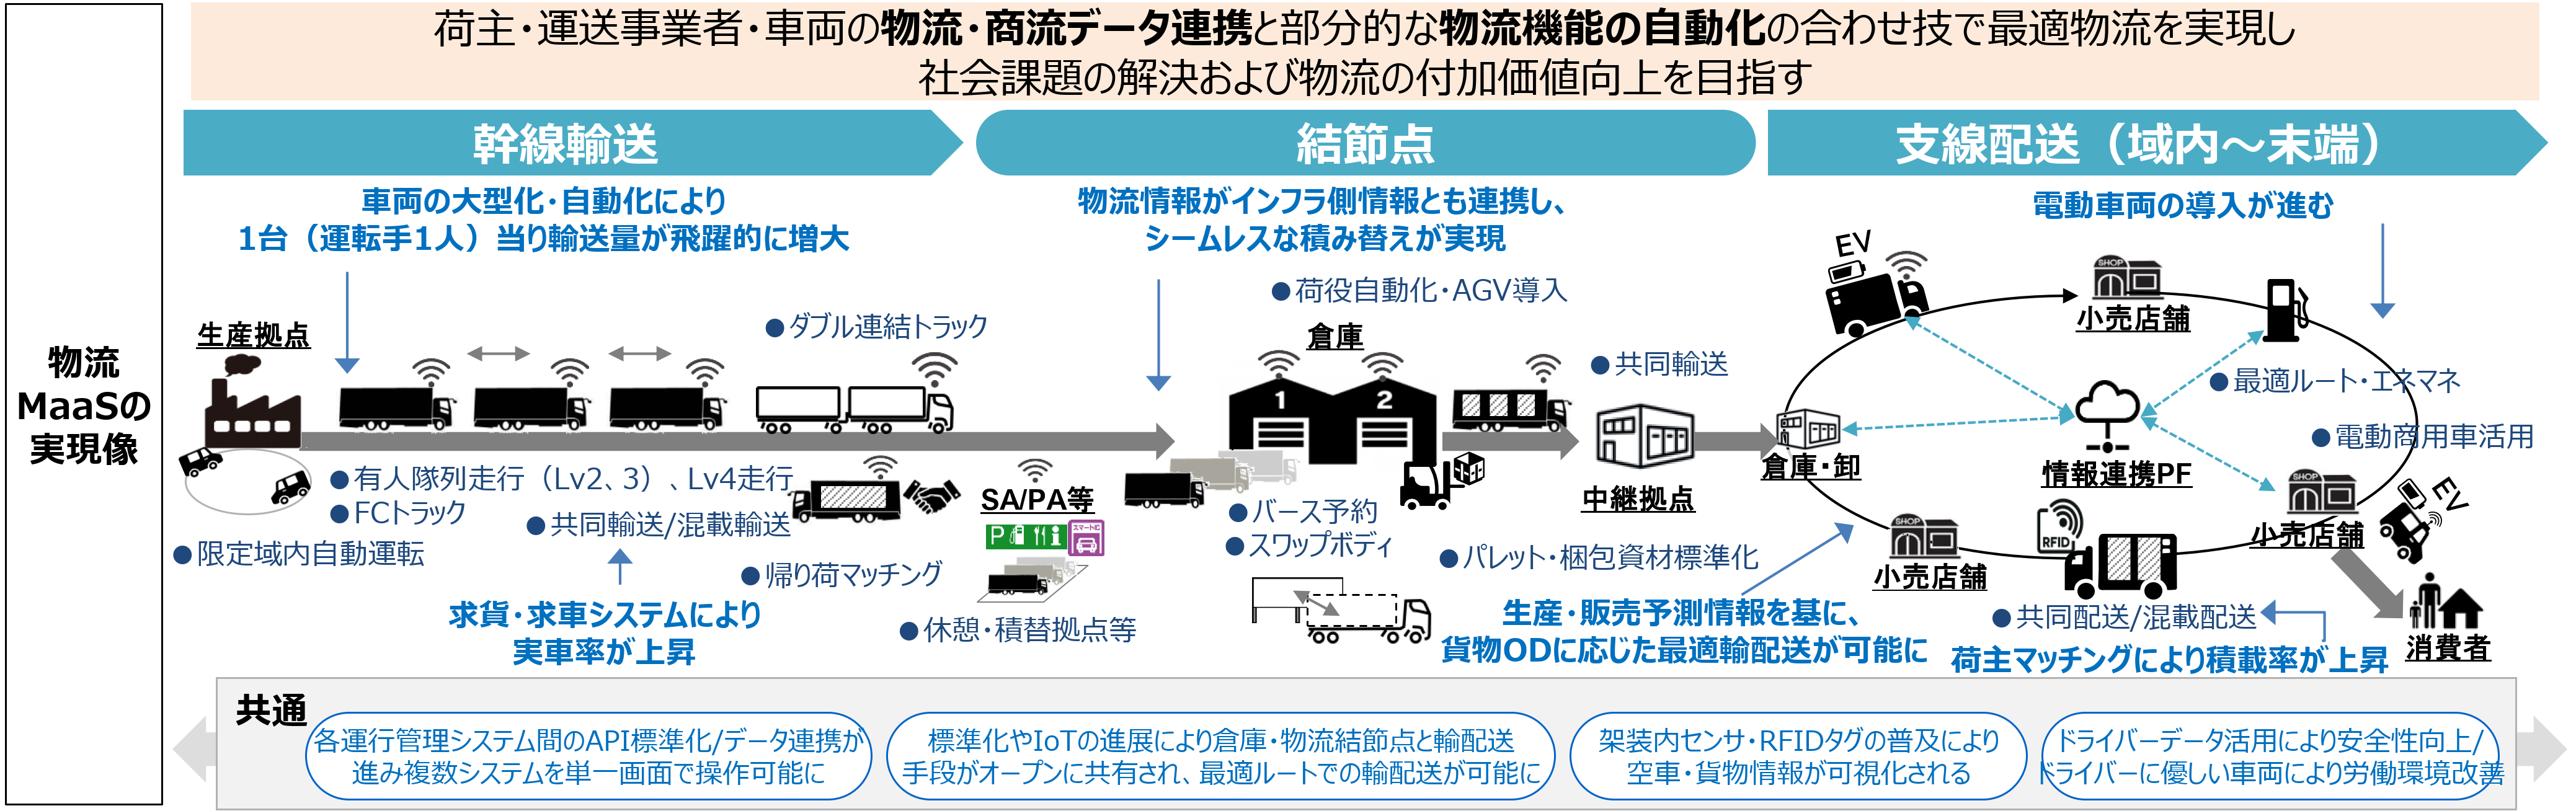 荷主・運送事業者・車両の物流・商流データ連携と部分的な物流機能の自動化の合わせ技で最適物流を実現し
社会課題の解決および物流の付加価値向上を目指す
物流
MaaSの
実現像
幹線輸送
結節点
支線配送（域内～末端）
車両の大型化・自動化により
1台（運転手1人）当り輸送量が飛躍的に増大
物流情報がインフラ側情報とも連携し、
シームレスな積み替えが実現
電動車両の導入が進む
生産拠点
●ダブル連結トラック
●有人隊列走行（Lv2、3）、Lv4走行
●FCトラック
●共同輸送/混載輸送
●限定域内自動運転
●帰り荷マッチング
求貨・求車システムにより
実車率が上昇
SA/PA等
P
スマートIC
●休憩・積替拠点等
●荷役自動化・AGV導入
倉庫
1
2
●バース予約
●スワップボディ
●共同輸送
中継拠点
●パレット・梱包資材標準化
生産・販売予測情報を基に、
貨物ODに応じた最適輸配送が可能に
EV
SHOP
小売店舗
●最適ルート・エネマネ
●電動商用車活用
倉庫・卸
情報連携PF
SHOP
小売店舗
EV
RFID
SHOP
小売店舗
●共同配送/混載配送
荷主マッチングにより積載率が上昇
消費者
共通
各運行管理システム間のAPI標準化/データ連携が
進み複数システムを単一画面で操作可能に
標準化やIoTの進展により倉庫・物流結節点と輸配送
手段がオープンに共有され、最適ルートでの輸配送が可能に
架装内センサ・RFIDタグの普及により
空車・貨物情報が可視化される
ドライバーデータ活用により安全性向上/
ドライバーに優しい車両により労働環境改善